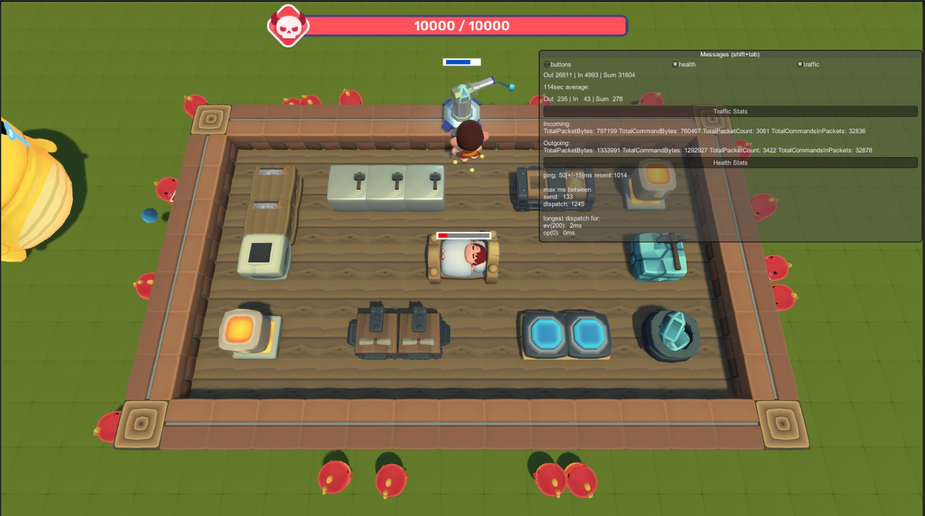 10000 / 10000
Messages (shift+tab)
buttons health traffic
Out 26811 | In 4993 | Sum 31804
114sec average:
Out 235 | In 43 | Sum 278
Traffic Stats
Incoming:
TotalPacketBytes: 797199 TotalCommandBytes: 760467 TotalPacketCount: 3061 TotalCommandsInPackets: 32836
Outgoing:
TotalPacketBytes: 1333991 TotalCommandBytes: 1292927 TotalPacketCount: 3422 TotalCommandsInPackets: 32878
Health Stats
ping: 50[+/-15]ms resent:1014
max ms between
send: 133
dispatch: 1245
longest dispatch for:
ev(200): 2ms
op(0): 0ms